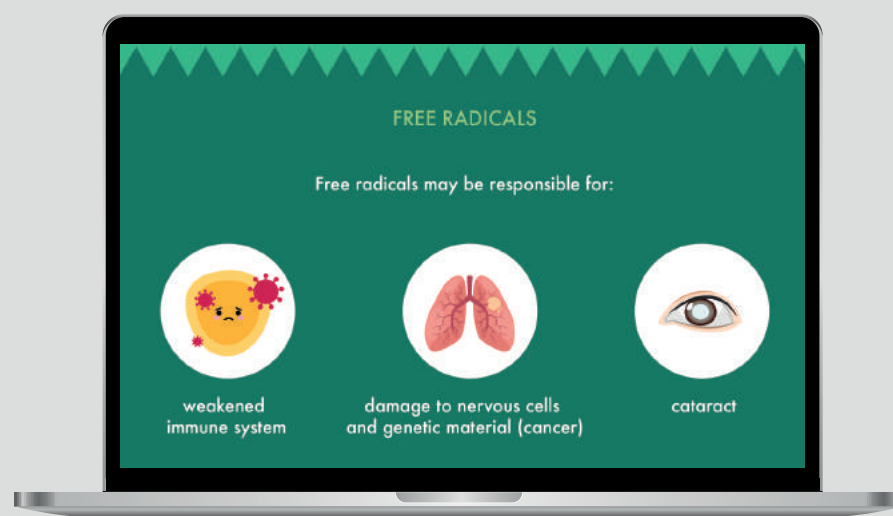 FREE RADICALS
Free radicals may be responsible for:
weakened
immune system
damage to nervous cells
and genetic material (cancer)
cataract